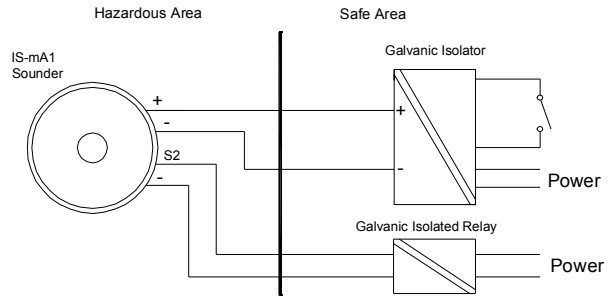 Hazardous Area
Safe Area
IS-mA1
Sounder
Galvanic Isolator
+
-
S2
-
+
-
Power
Galvanic Isolated Relay
Power